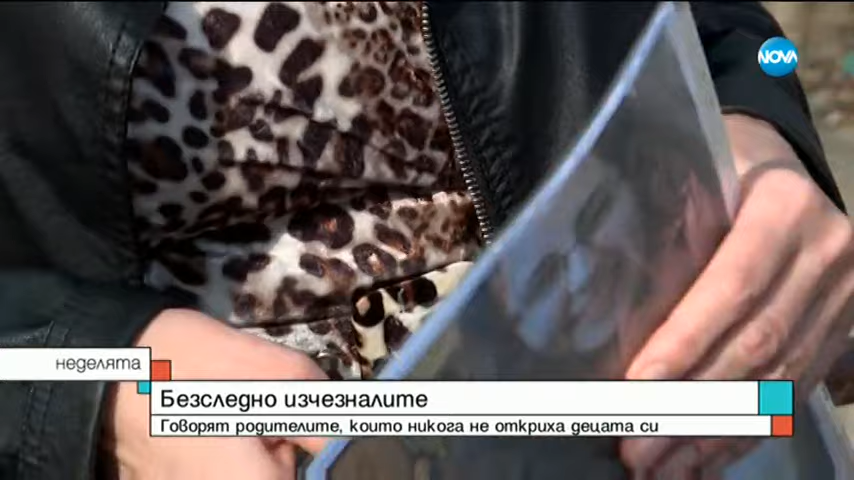 NOVA
неделята
Безследно изчезналите
Говорят родителите, които никога не откриха децата си